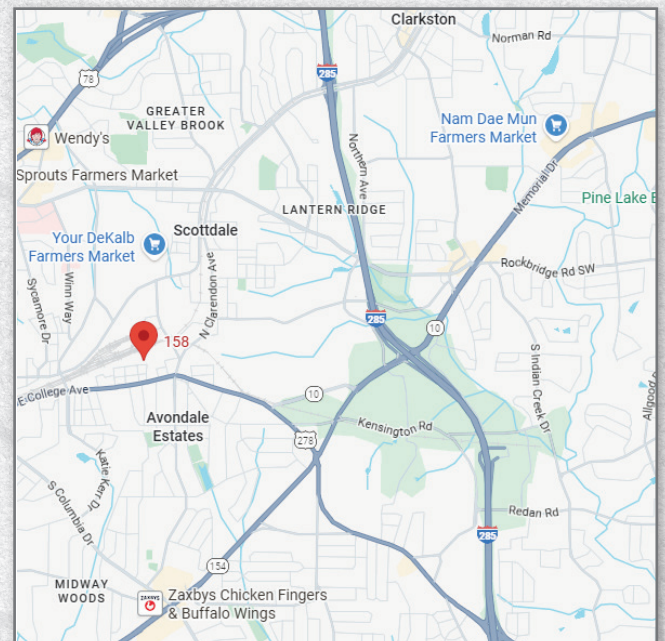 Clarkston
Norman Rd
285
78
GREATER
VALLEY BROOK
Nam Dae Mun
Farmers Market
Wendy's
Northern Ave
Memorial Dr
Sprouts Farmers Market
LANTERN RIDGE
Pine Lake
Your DeKalb
Farmers Market
Scottdale
Sycamore Dr
Winn Way
N Clarendon Ave
Rockbridge Rd SW
285
10
158
S Indian Creek Dr
E College Ave
10
Allgood
Avondale
Estates
278
Kensington Rd
Katie Kerr Dr
S Columbia Dr
Redan Rd
285
154
MIDWAY
WOODS
ZAXBYS
Zaxbys Chicken Fingers
& Buffalo Wings